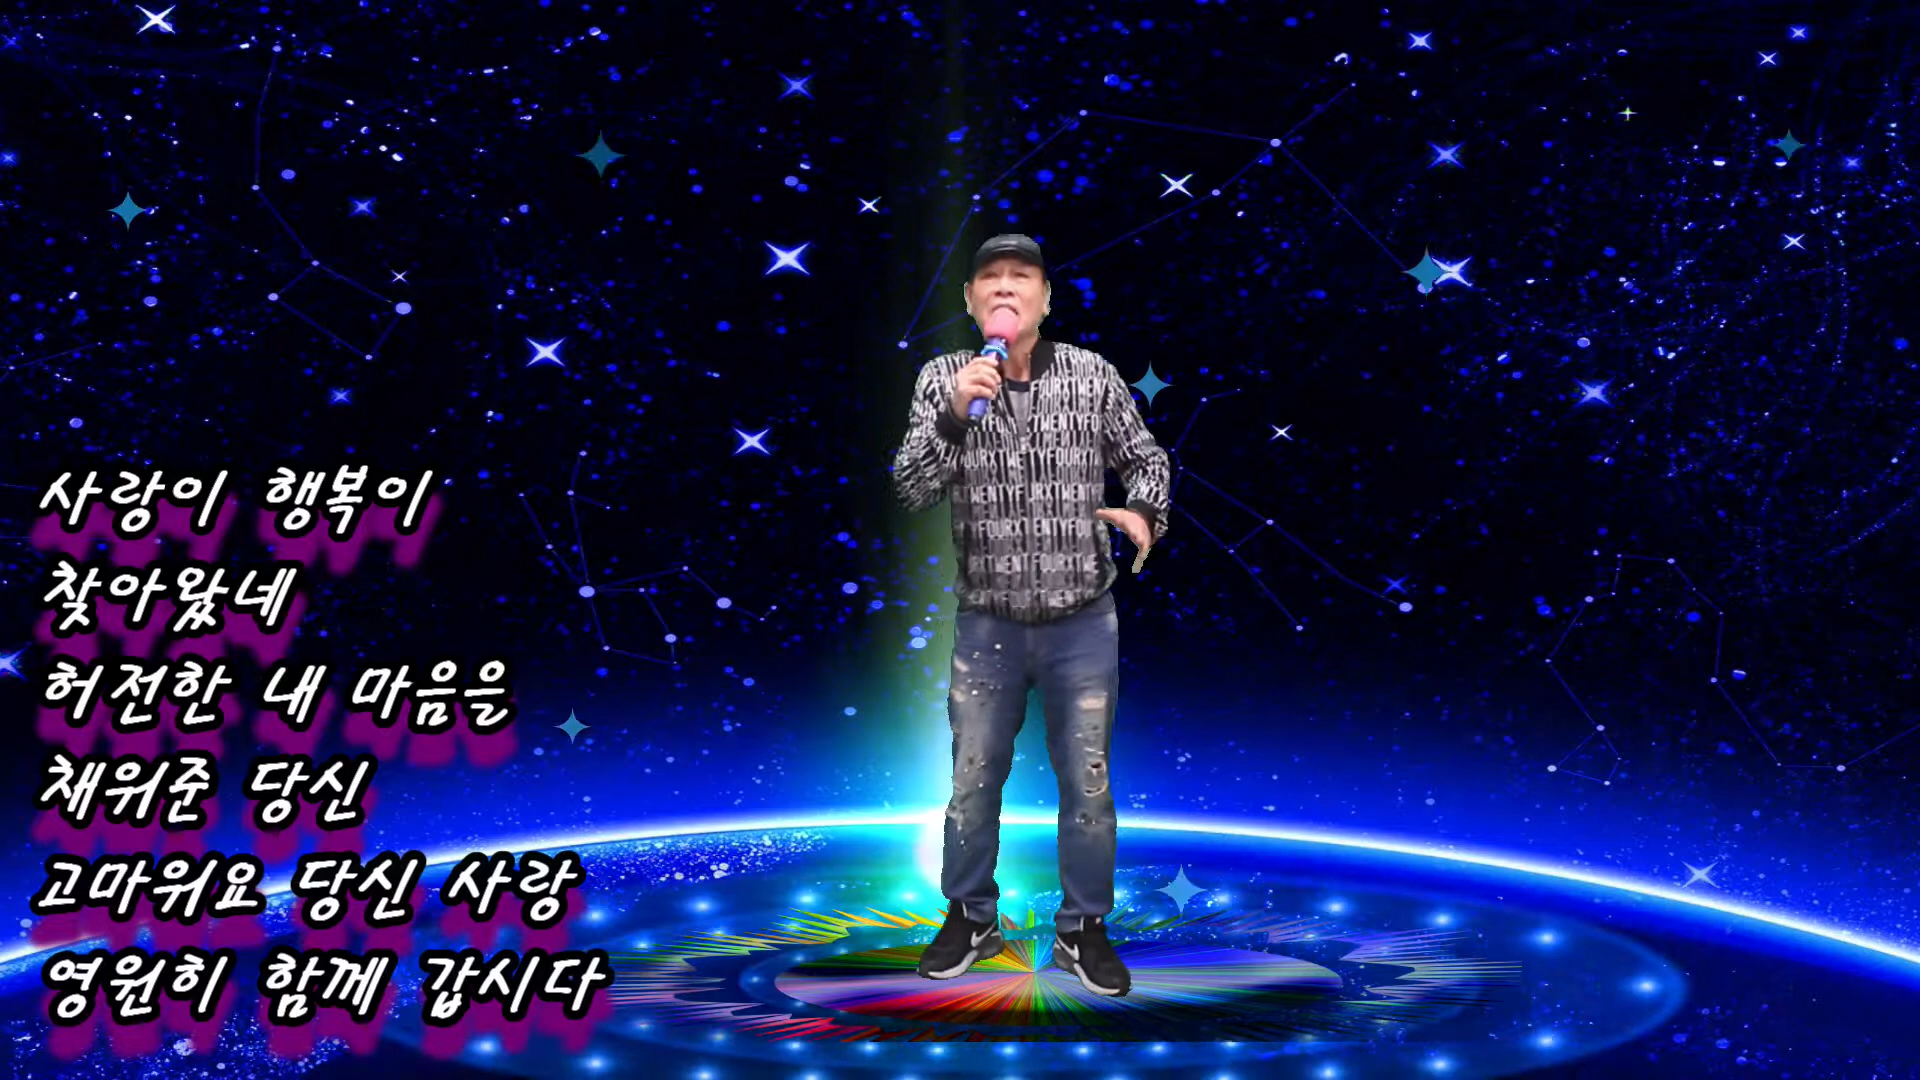 사랑이 행복이
찾아왔네
허전한 내 마음을
채워준 당신
고마워요 당신 사랑
영원히 함께 갑시다
TWENTYFOURXTWENTYFOUR